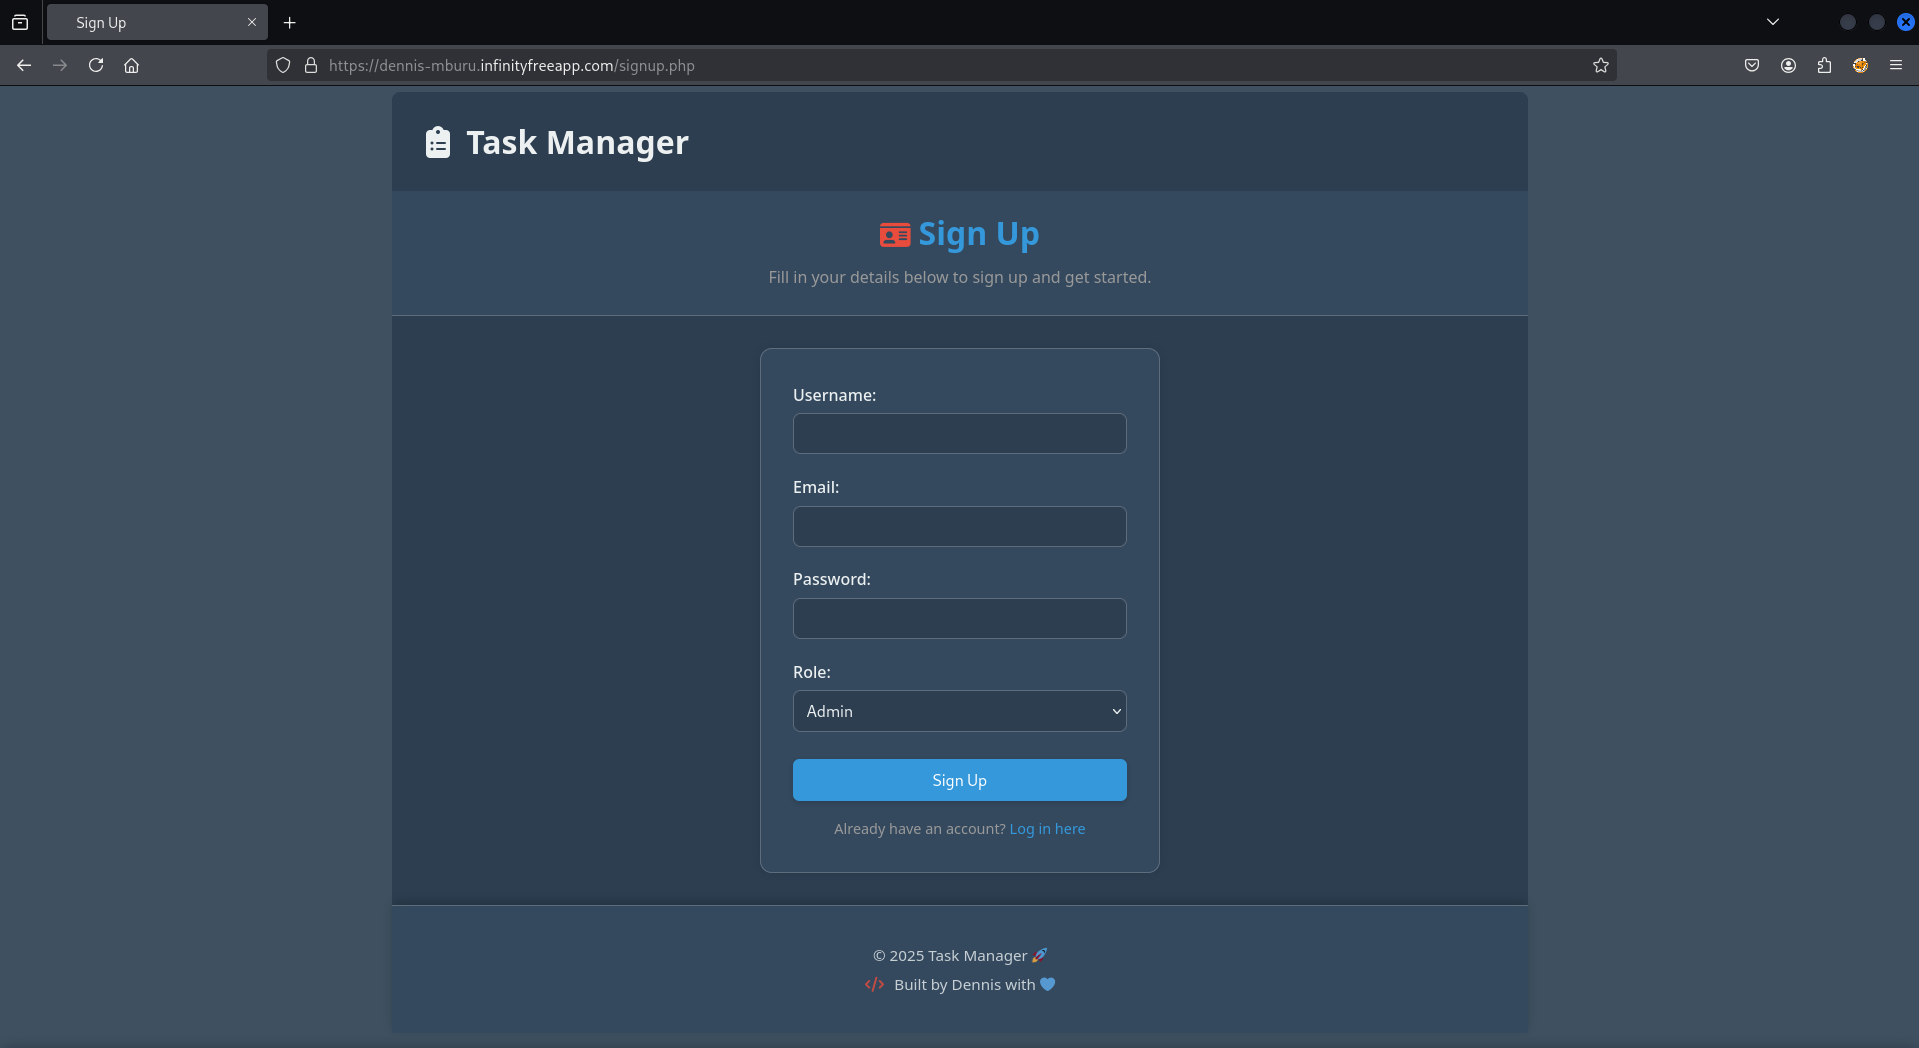 Sign Up
https://dennis-mburu.infinityfreeapp.com/signup.php
Task Manager
Sign Up
Fill in your details below to sign up and get started.
Username:
Email:
Password:
Role:
Admin
Sign Up
Already have an account? Log in here
© 2025 Task Manager 🚀
</> Built by Dennis with 💙